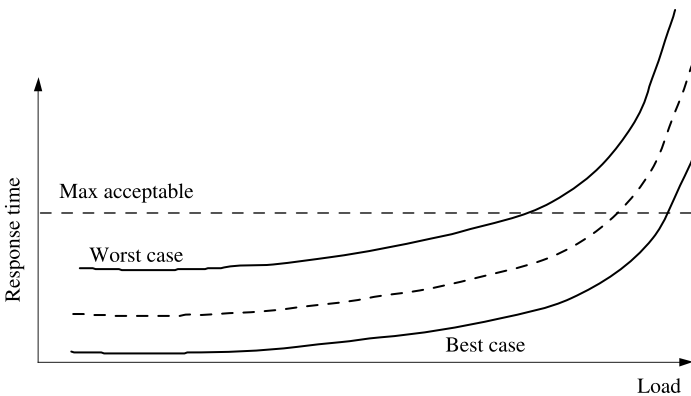 Max acceptable
Worst case
Response time
Best case
Load